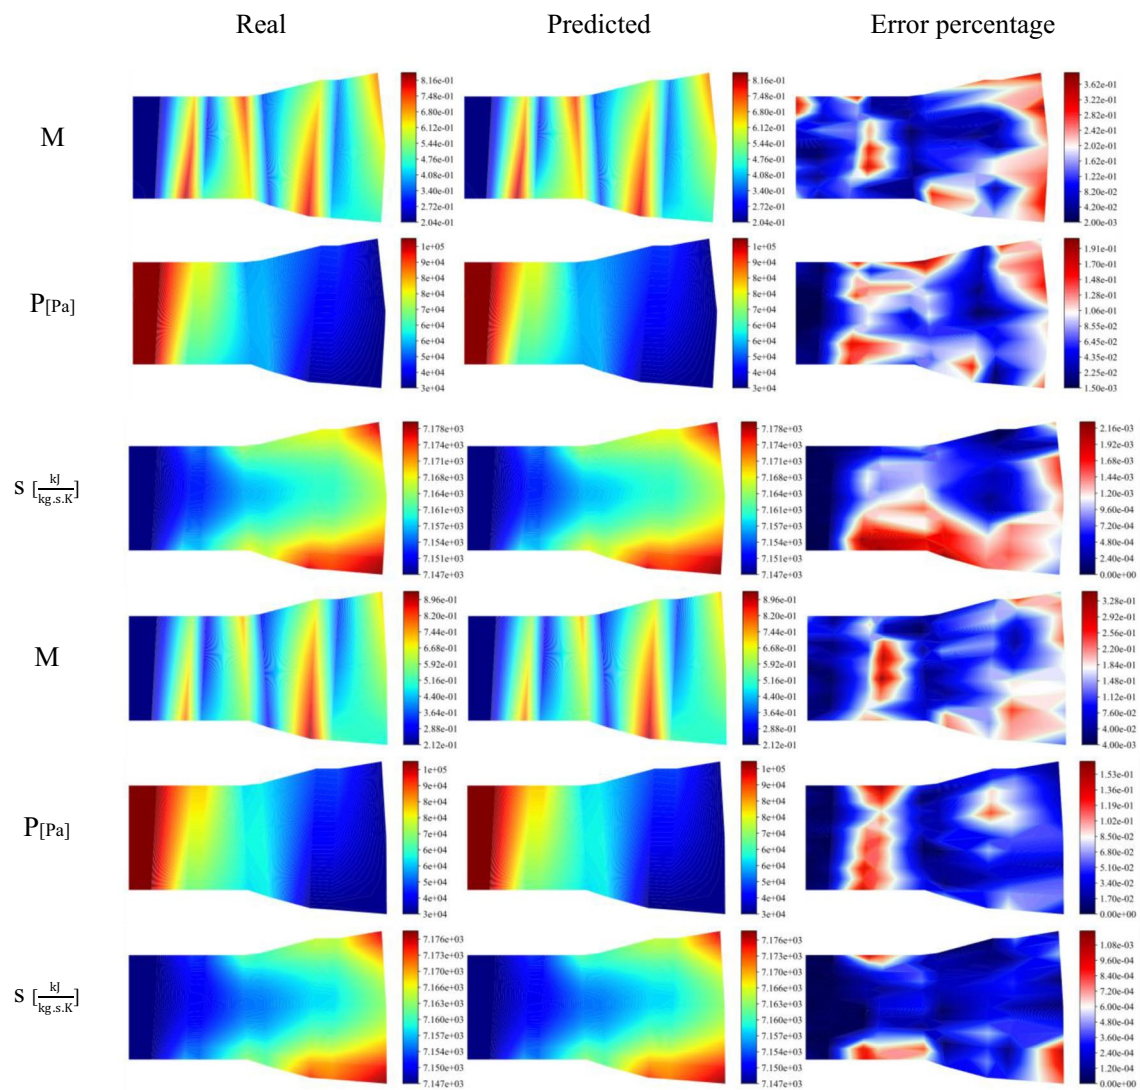 Real Predicted Error percentage
M
8.16e-01 8.16e-01 3.62e-01
7.48e-01 7.48e-01 3.22e-01
6.80e-01 6.80e-01 2.82e-01
6.12e-01 6.12e-01 2.42e-01
5.44e-01 5.44e-01 2.02e-01
4.76e-01 4.76e-01 1.62e-01
4.08e-01 4.08e-01 1.22e-01
3.40e-01 3.40e-01 8.20e-02
2.72e-01 2.72e-01 4.20e-02
2.04e-01 2.04e-01 2.00e-03
P[Pa]
1e+05 1e+05 1.91e-01
9e+04 9e+04 1.70e-01
8e+04 8e+04 1.48e-01
7e+04 7e+04 1.28e-01
6e+04 6e+04 1.06e-01
5e+04 5e+04 8.55e-02
4e+04 4e+04 6.45e-02
3e+04 3e+04 4.35e-02
2.25e-02
1.50e-03
s [kJ/kg.s.K]
7.178e+03 7.178e+03 2.16e-03
7.174e+03 7.174e+03 1.92e-03
7.171e+03 7.171e+03 1.68e-03
7.168e+03 7.168e+03 1.44e-03
7.164e+03 7.164e+03 1.20e-03
7.161e+03 7.161e+03 9.60e-04
7.157e+03 7.157e+03 7.20e-04
7.154e+03 7.154e+03 4.80e-04
7.151e+03 7.151e+03 2.40e-04
7.147e+03 7.147e+03 0.00e+00
M
8.96e-01 8.96e-01 3.28e-01
8.20e-01 8.20e-01 2.92e-01
7.44e-01 7.44e-01 2.56e-01
6.68e-01 6.68e-01 2.20e-01
5.92e-01 5.92e-01 1.84e-01
5.16e-01 5.16e-01 1.48e-01
4.40e-01 4.40e-01 1.12e-01
3.64e-01 3.64e-01 7.60e-02
2.88e-01 2.88e-01 4.00e-02
2.12e-01 2.12e-01 4.00e-03
P[Pa]
1e+05 1e+05 1.53e-01
9e+04 9e+04 1.36e-01
8e+04 8e+04 1.19e-01
7e+04 7e+04 1.02e-01
6e+04 6e+04 8.50e-02
5e+04 5e+04 6.80e-02
4e+04 4e+04 5.10e-02
3e+04 3e+04 3.40e-02
1.70e-02
0.00e+00
s [kJ/kg.s.K]
7.176e+03 7.176e+03 1.08e-03
7.173e+03 7.173e+03 9.60e-04
7.170e+03 7.170e+03 8.40e-04
7.166e+03 7.166e+03 7.20e-04
7.163e+03 7.163e+03 6.00e-04
7.160e+03 7.160e+03 4.80e-04
7.157e+03 7.157e+03 3.60e-04
7.154e+03 7.154e+03 2.40e-04
7.150e+03 7.150e+03 1.20e-04
7.147e+03 7.147e+03 0.00e+00